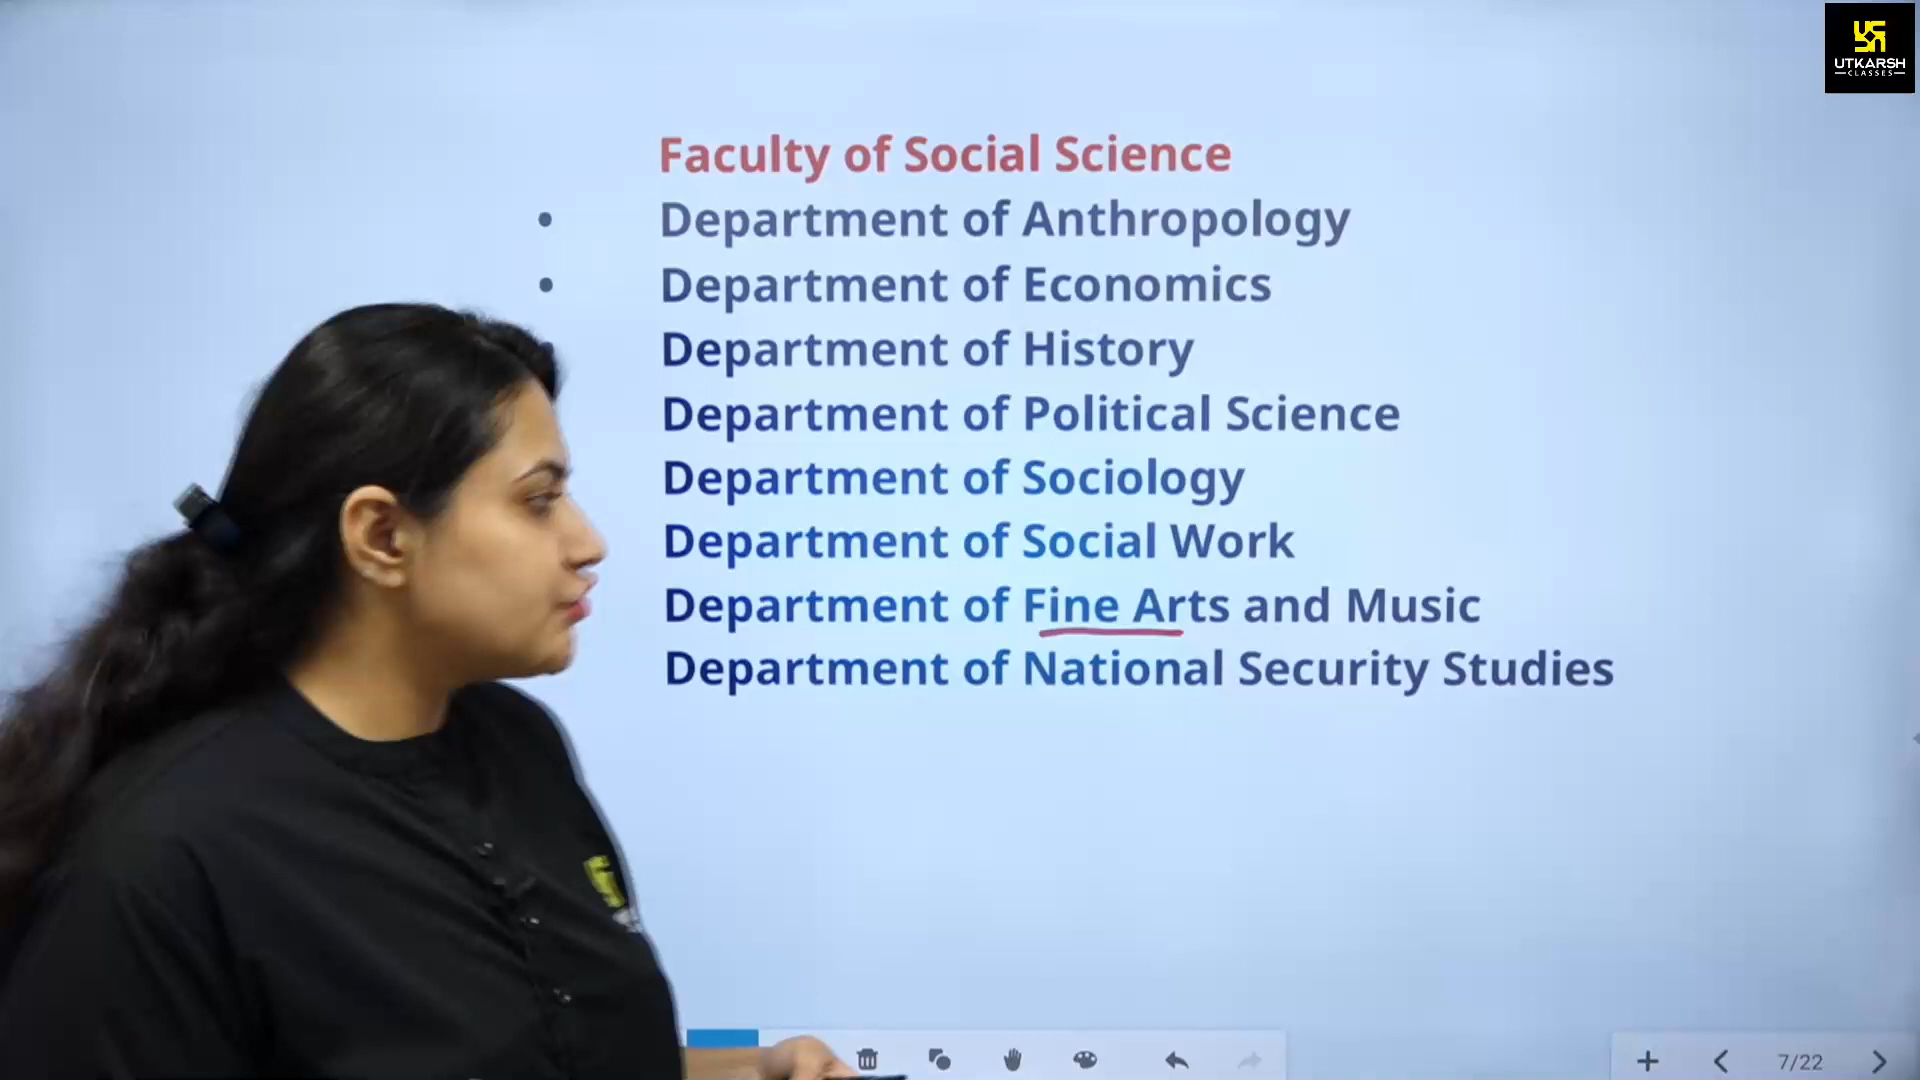 UTKARSH
CLASSES
Faculty of Social Science
• Department of Anthropology
• Department of Economics
Department of History
Department of Political Science
Department of Sociology
Department of Social Work
Department of Fine Arts and Music
Department of National Security Studies
7/22